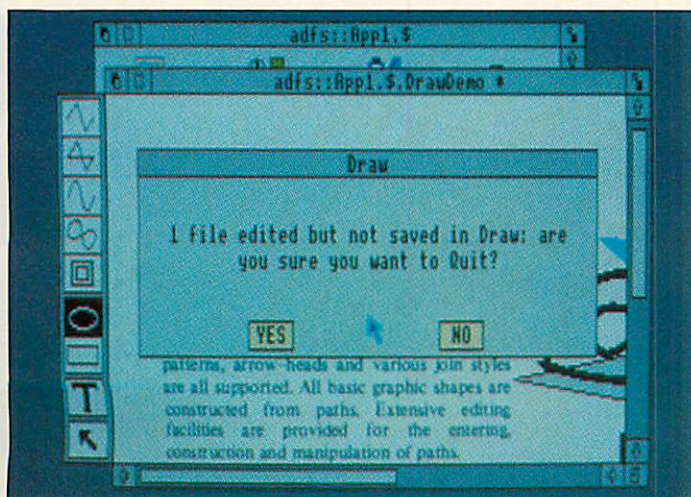 adfs::App1.$
adfs::App1.$.DrawDemo *
Draw
1 file edited but not saved in Draw: are
you sure you want to Quit?
YES
NO
patterns, arrow-heads and various join styles
are all supported. All basic graphic shapes are
constructed from paths. Extensive editing
facilities are provided for the entering,
construction and manipulation of paths.
T